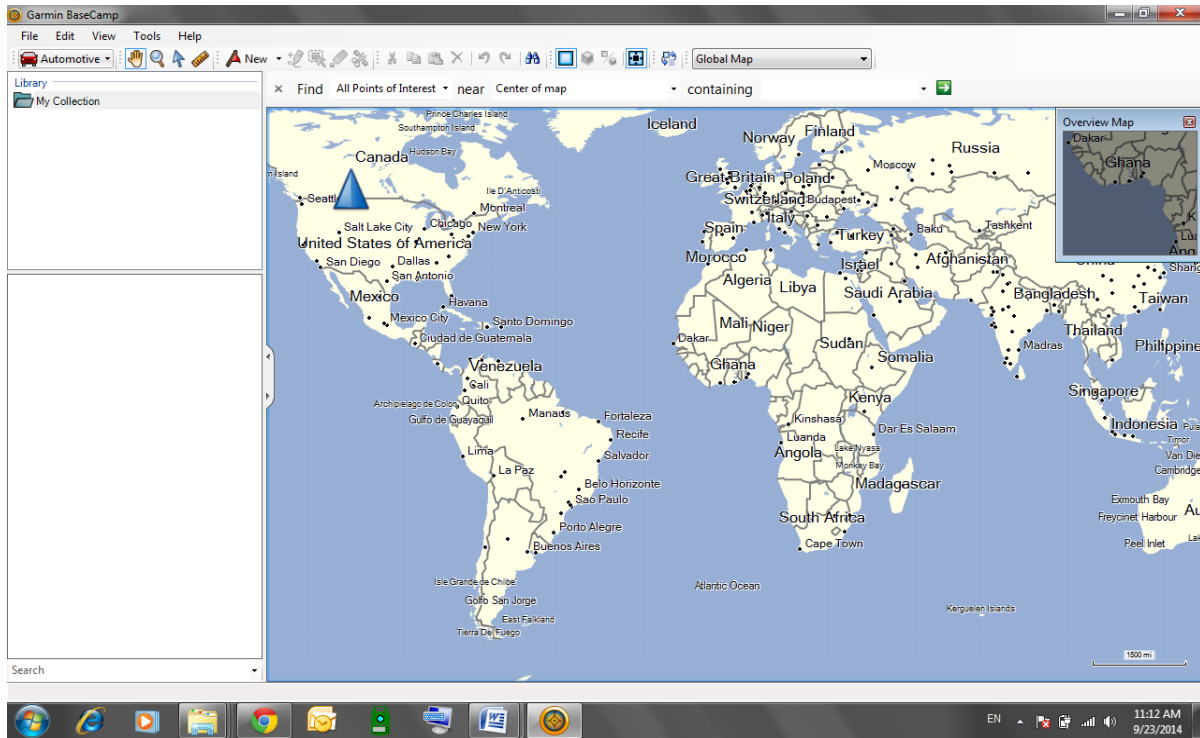 Garmin BaseCamp
File Edit View Tools Help
Automotive New Global Map
Library
My Collection
Find All Points of Interest near Center of map containing
Prince Charles Island
Southampton Island
Iceland
Norway Finland
Overview Map
Dakar
Ghana
Canada Hudson Bay
Russia
Moscow
Great Britain Poland
Ile D'Anticosti
Switzerland Budapest
Montreal
Italy
Salt Lake City Chicago New York
Spain Turkey Baku Tashkent
United States of America
Morocco Israel Afghanistan
San Diego Dallas
San Antonio
Algeria Libya
Mexico Havana
Saudi Arabia Bangladesh Taiwan
Mexico City Santo Domingo
Mali Niger
Thailand
Ciudad de Guatemala
Dakar Sudan Madras
Somalia
Venezuela Ghana
Cali
Singapore
Quito
Archipielago de Colon
Kenya
Manaus Fortaleza
Gulfo de Guayaquil
Kinshasa
Indonesia
Recife Luanda Dar Es Salaam
Timor
Lima Salvador Angola Lake Nyasa
La Paz Monkey Bay
Belo Horizonte Madagascar
Sao Paulo
Exmouth Bay
South Africa Freycinet Harbour
Porto Alegre
Buenos Aires Cape Town Peel Inlet
Isle Grande de Chiloe
Atlantic Ocean
Golfo San Jorge
Kerguelen Islands
East Falkland
Tierra Del Fuego
1500 mi
Search
EN
11:12 AM
9/23/2014